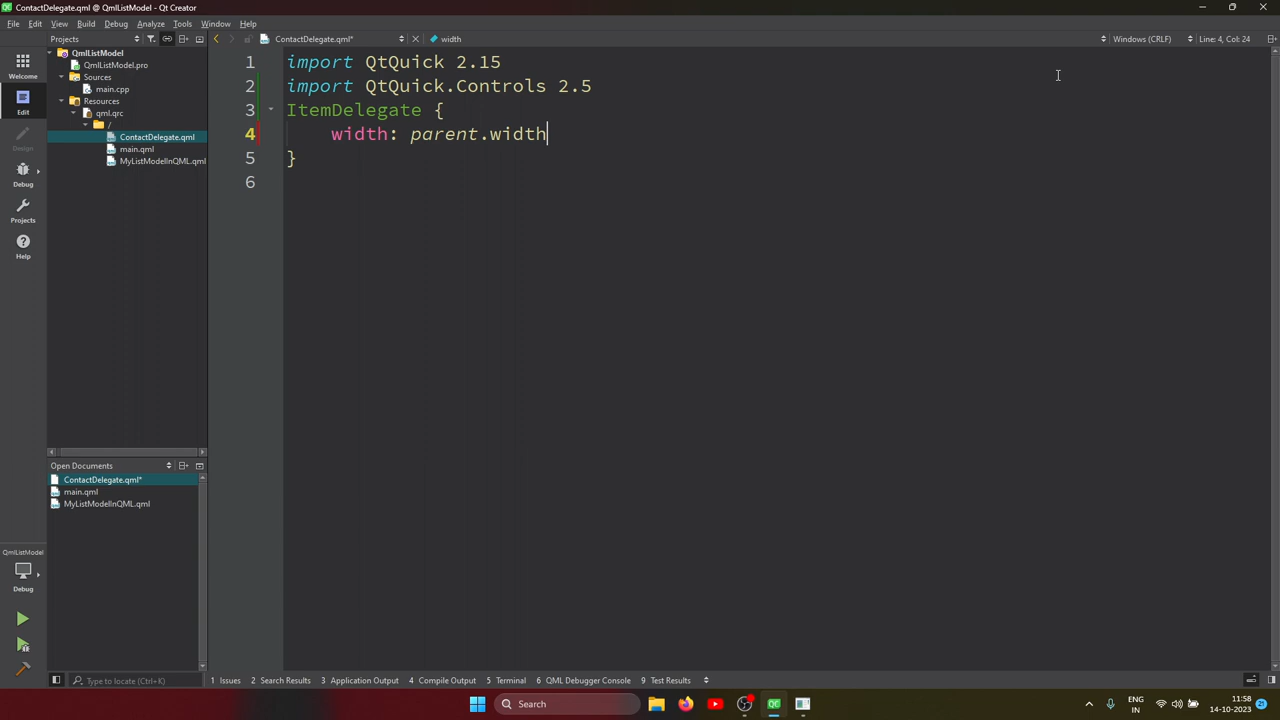 ContactDelegate.qml @ QmlListModel - Qt Creator
File Edit View Build Debug Analyze Tools Window Help
Projects
ContactDelegate.qml*
width
Windows (CRLF)
Line: 4, Col: 24
Welcome
Edit
Design
Debug
Projects
Help
QmlListModel
QmlListModel.pro
Sources
main.cpp
Resources
qml.qrc
/
ContactDelegate.qml
main.qml
MyListModelInQML.qml
1 import QtQuick 2.15
2 import QtQuick.Controls 2.5
3 ItemDelegate {
4 width: parent.width
5 }
6
Open Documents
ContactDelegate.qml*
main.qml
MyListModelInQML.qml
QmlListModel
Debug
Type to locate (Ctrl+K)
1 Issues 2 Search Results 3 Application Output 4 Compile Output 5 Terminal 6 QML Debugger Console 9 Test Results
Search
QC
ENG
IN
11:58
14-10-2023